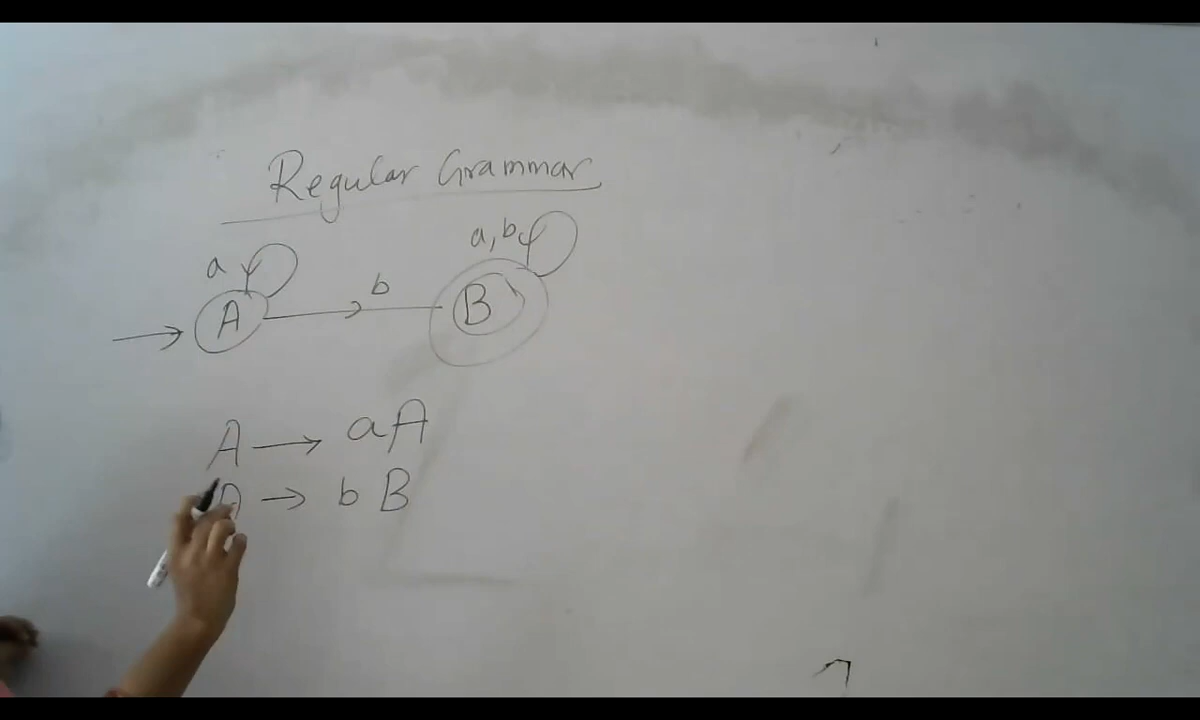 Regular Grammar
a a, b
b
A B
A → aA
A → b B